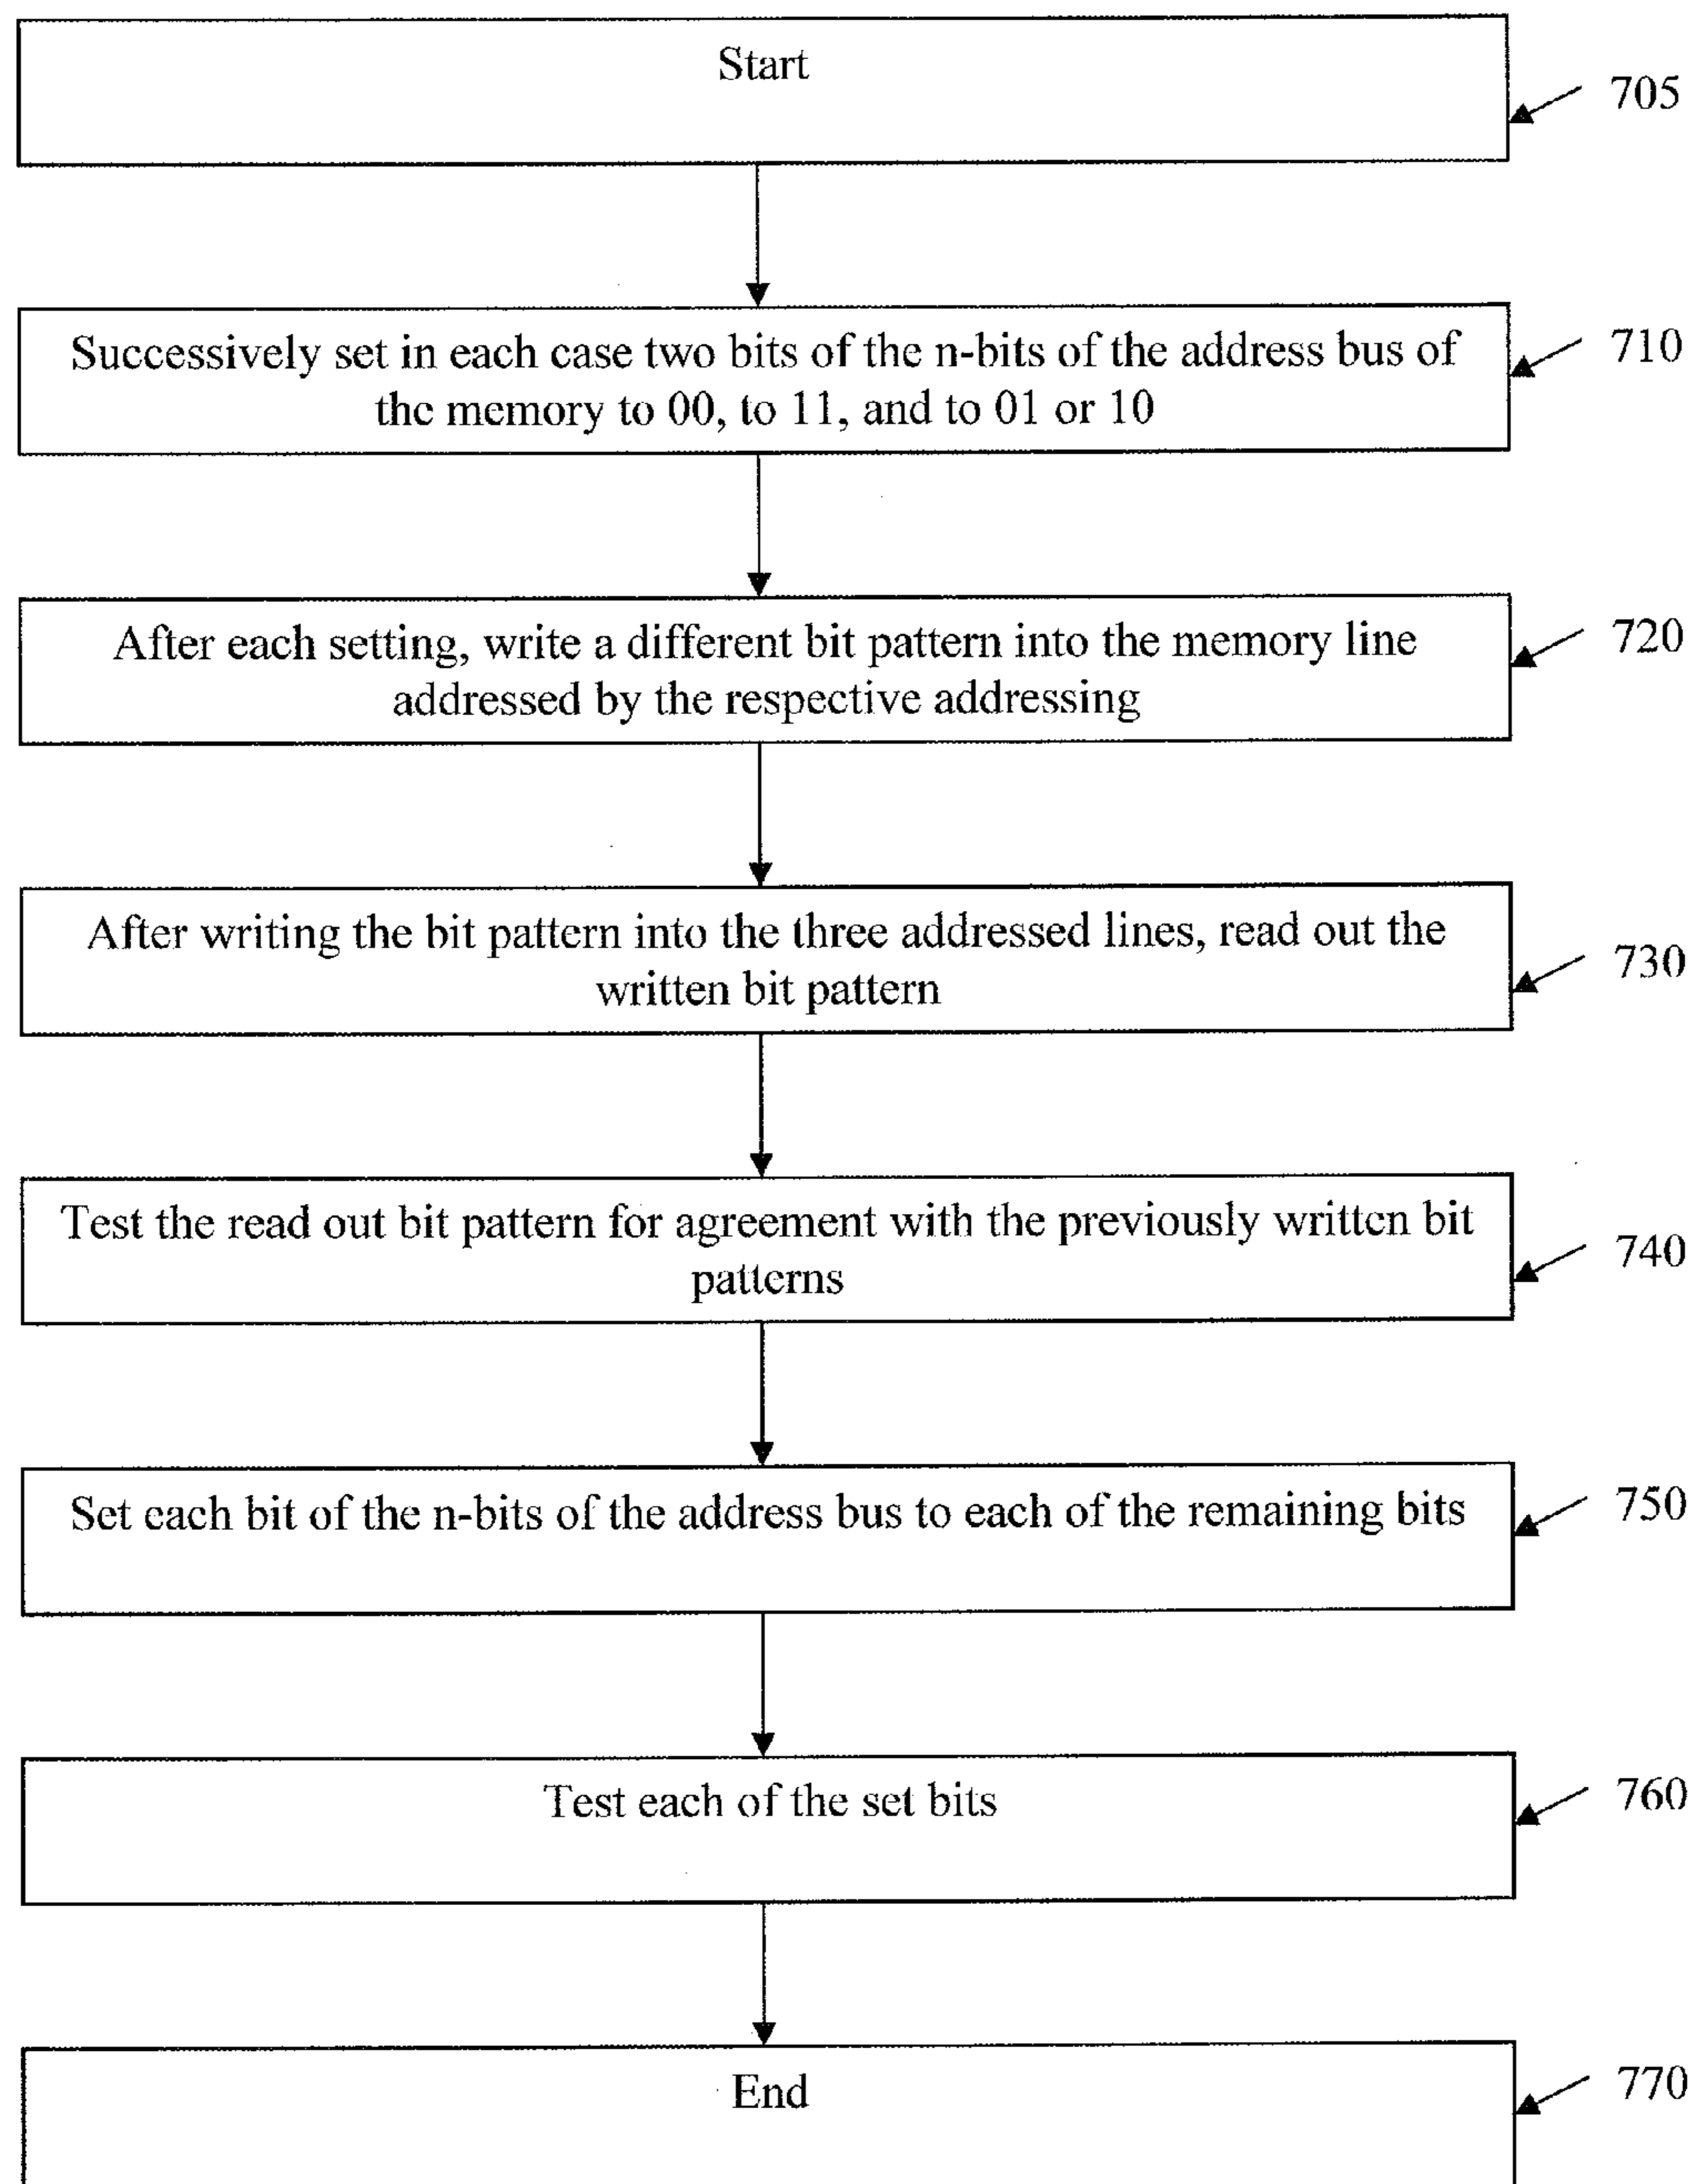 Start
705
Successively set in each case two bits of the n-bits of the address bus of
the memory to 00, to 11, and to 01 or 10
710
After each setting, write a different bit pattern into the memory line
addressed by the respective addressing
720
After writing the bit pattern into the three addressed lines, read out the
written bit pattern
730
Test the read out bit pattern for agreement with the previously written bit
patterns
740
Set each bit of the n-bits of the address bus to each of the remaining bits
750
Test each of the set bits
760
End
770